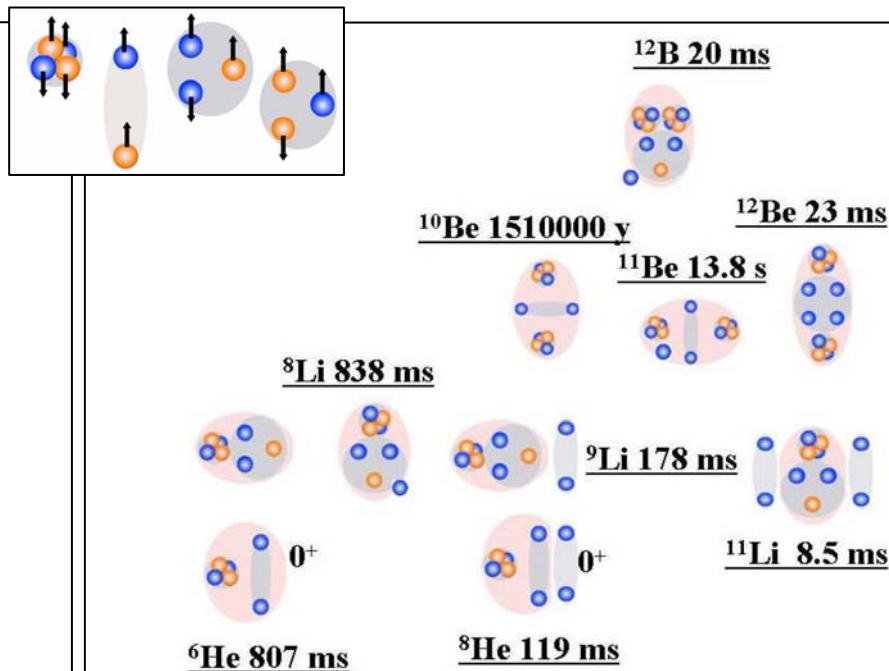 ¹²B 20 ms
¹²Be 23 ms
¹⁰Be 1510000 y
¹¹Be 13.8 s
⁸Li 838 ms
⁹Li 178 ms
0⁺
0⁺
¹¹Li 8.5 ms
⁶He 807 ms
⁸He 119 ms